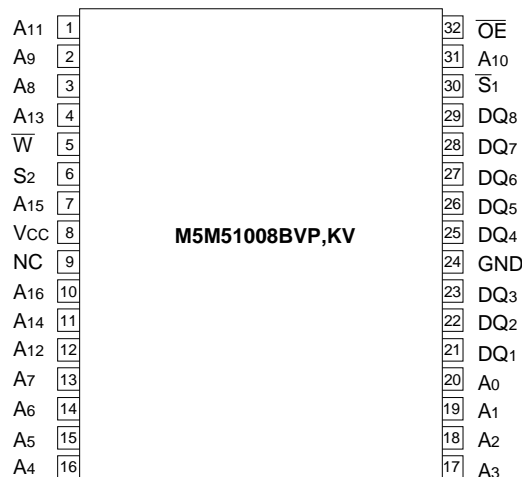 A11 1 32 OE
A9 2 31 A10
A8 3 30 S1
A13 4 29 DQ8
W 5 28 DQ7
S2 6 27 DQ6
A15 7 26 DQ5
VCC 8 M5M51008BVP,KV 25 DQ4
NC 9 24 GND
A16 10 23 DQ3
A14 11 22 DQ2
A12 12 21 DQ1
A7 13 20 A0
A6 14 19 A1
A5 15 18 A2
A4 16 17 A3